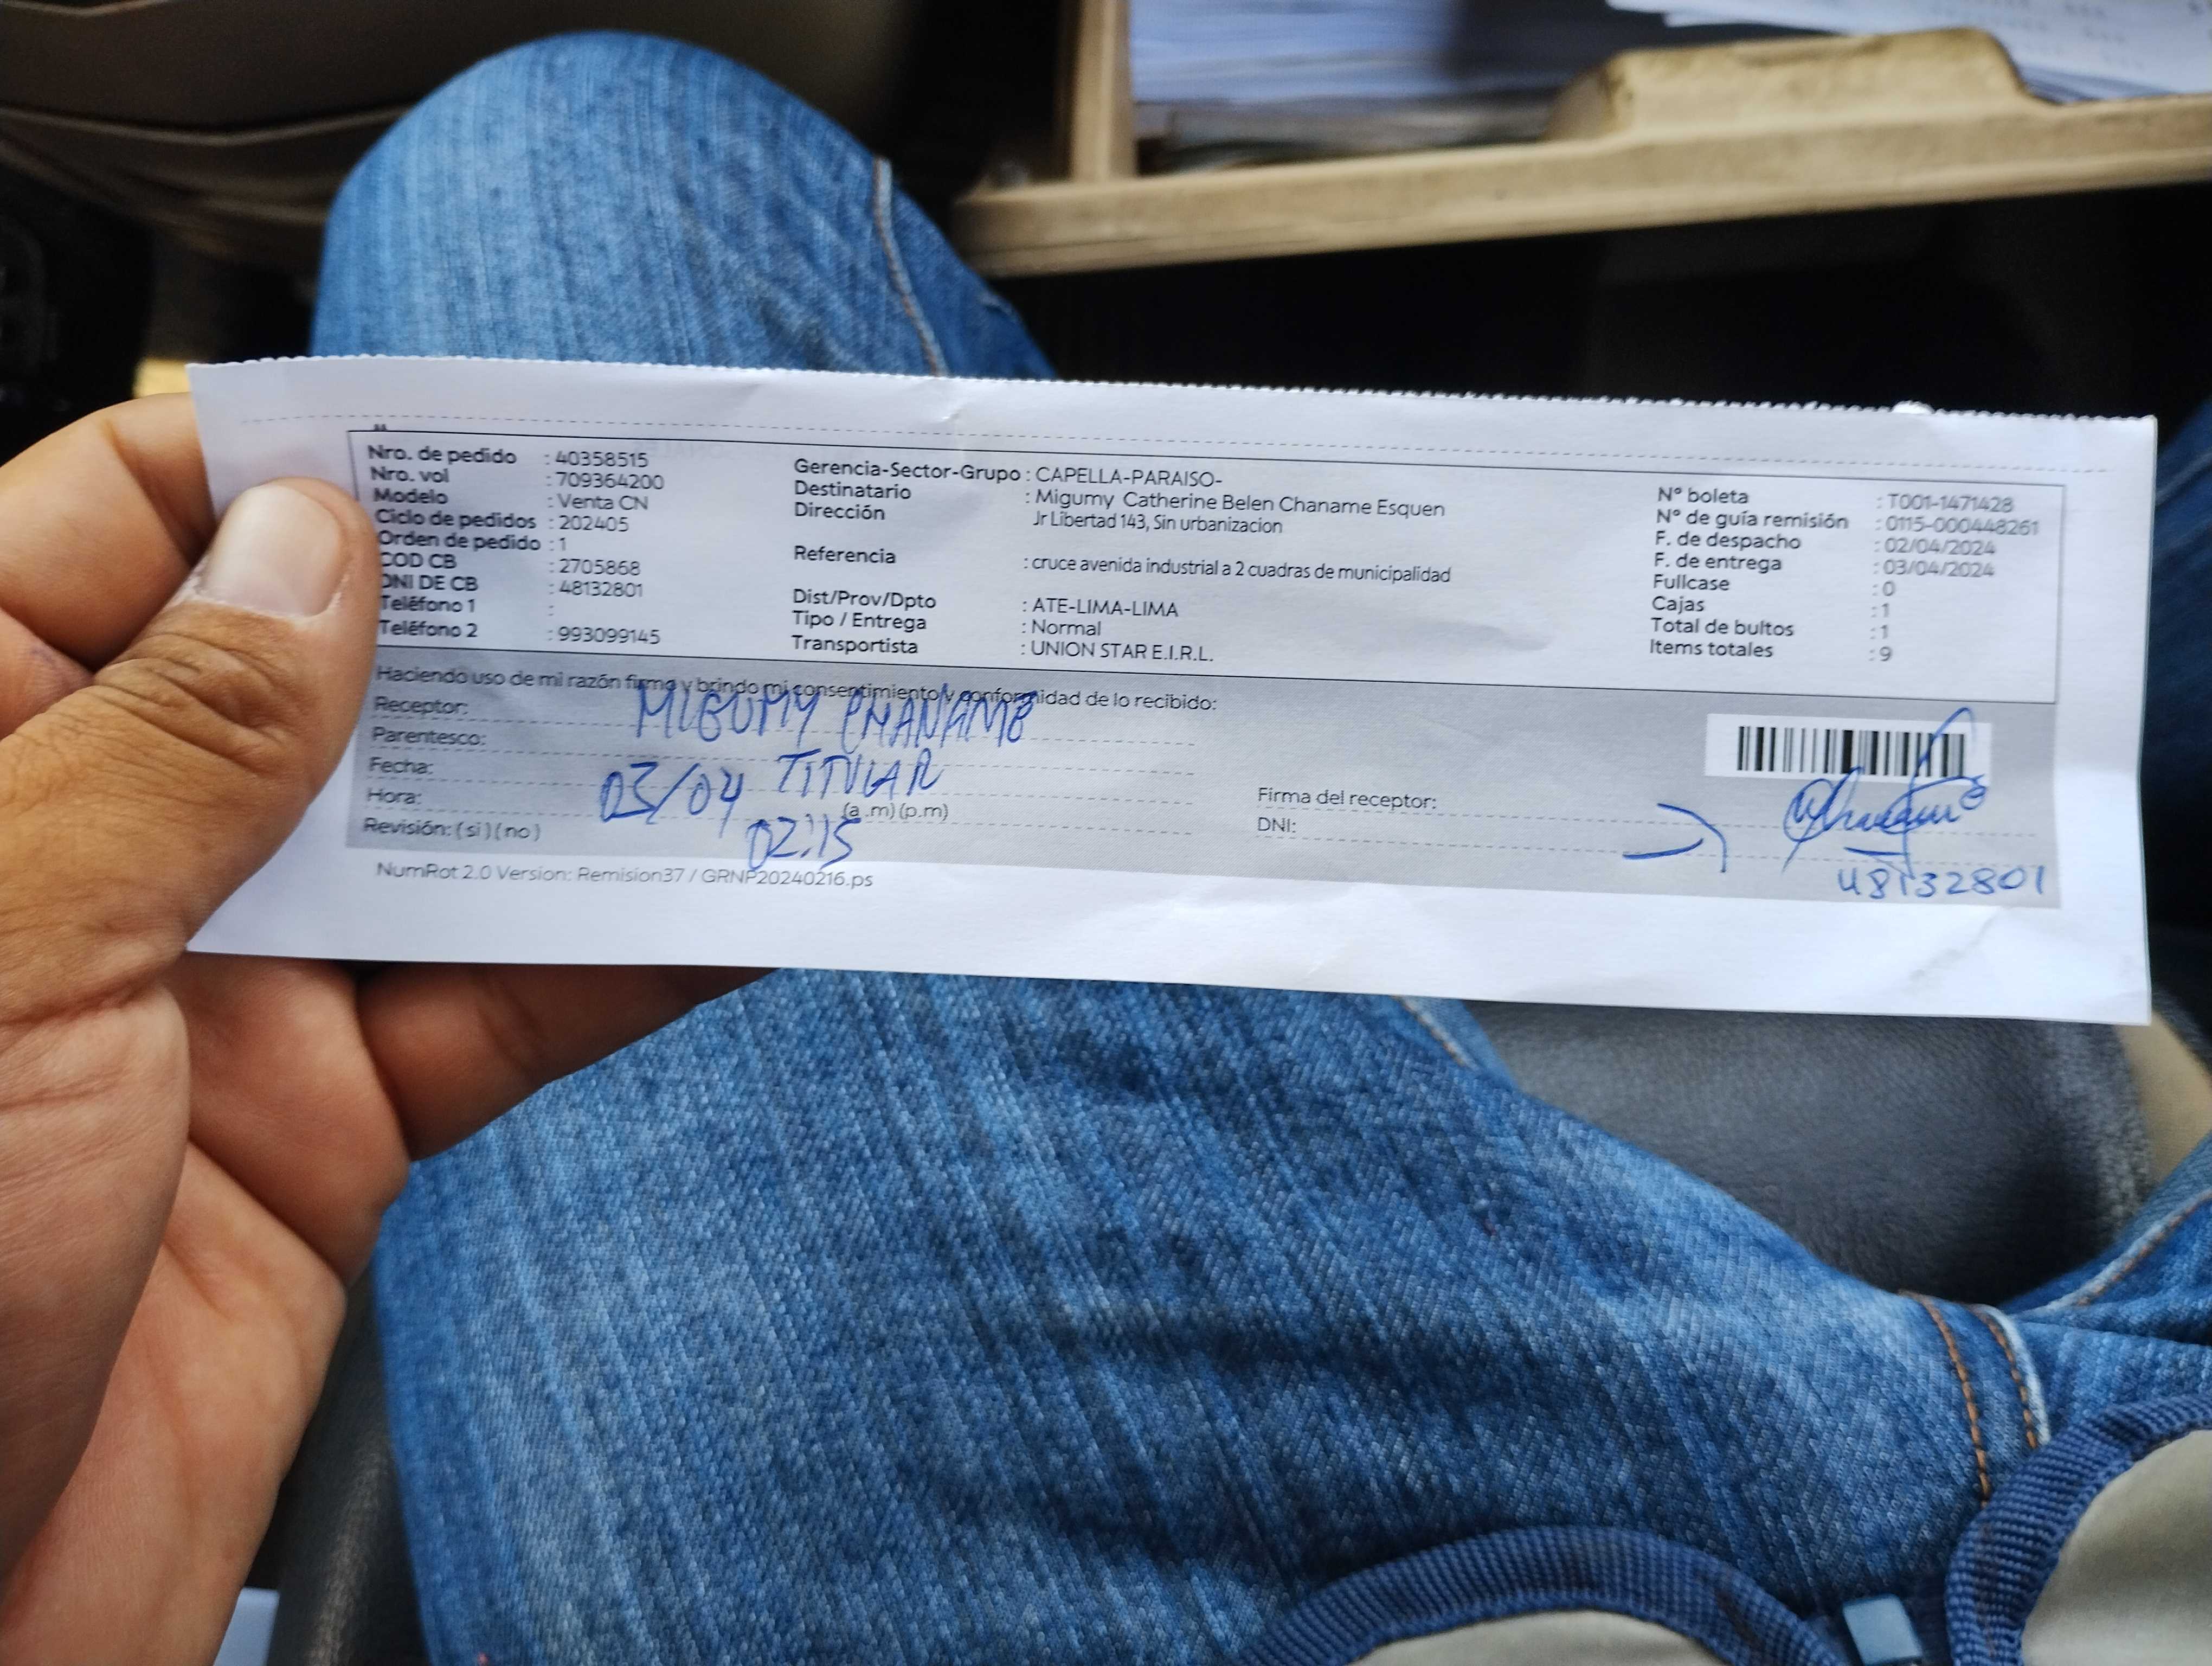 Nro. de pedido : 40358515
Nro. vol : 709364200
Modelo : Venta CN
Ciclo de pedidos : 202405
Orden de pedido : 1
COD CB : 2705868
DNI DE CB : 48132801
Teléfono 1 :
Teléfono 2 : 993099145
Gerencia-Sector-Grupo : CAPELLA-PARAISO-
Destinatario : Migumy Catherine Belen Chaname Esquen
Dirección Jr Libertad 143, Sin urbanizacion
Referencia : cruce avenida industrial a 2 cuadras de municipalidad
Dist/Prov/Dpto : ATE-LIMA-LIMA
Tipo / Entrega : Normal
Transportista : UNION STAR E.I.R.L.
N° boleta : T001-1471428
N° de guía remisión : 0115-000448261
F. de despacho : 02/04/2024
F. de entrega : 03/04/2024
Fullcase : 0
Cajas : 1
Total de bultos : 1
Items totales : 9
Haciendo uso de mi razón firmo y brindo mi consentimiento y conformidad de lo recibido:
Receptor: MIGUMY CHANAME
Parentesco: TITULAR
Fecha: 03/04
Hora: 02:15 (a .m) (p.m)
Revisión: ( si ) ( no )
Firma del receptor:
DNI: 48132801
NumRot 2.0 Version: Remision37 / GRNP20240216.ps